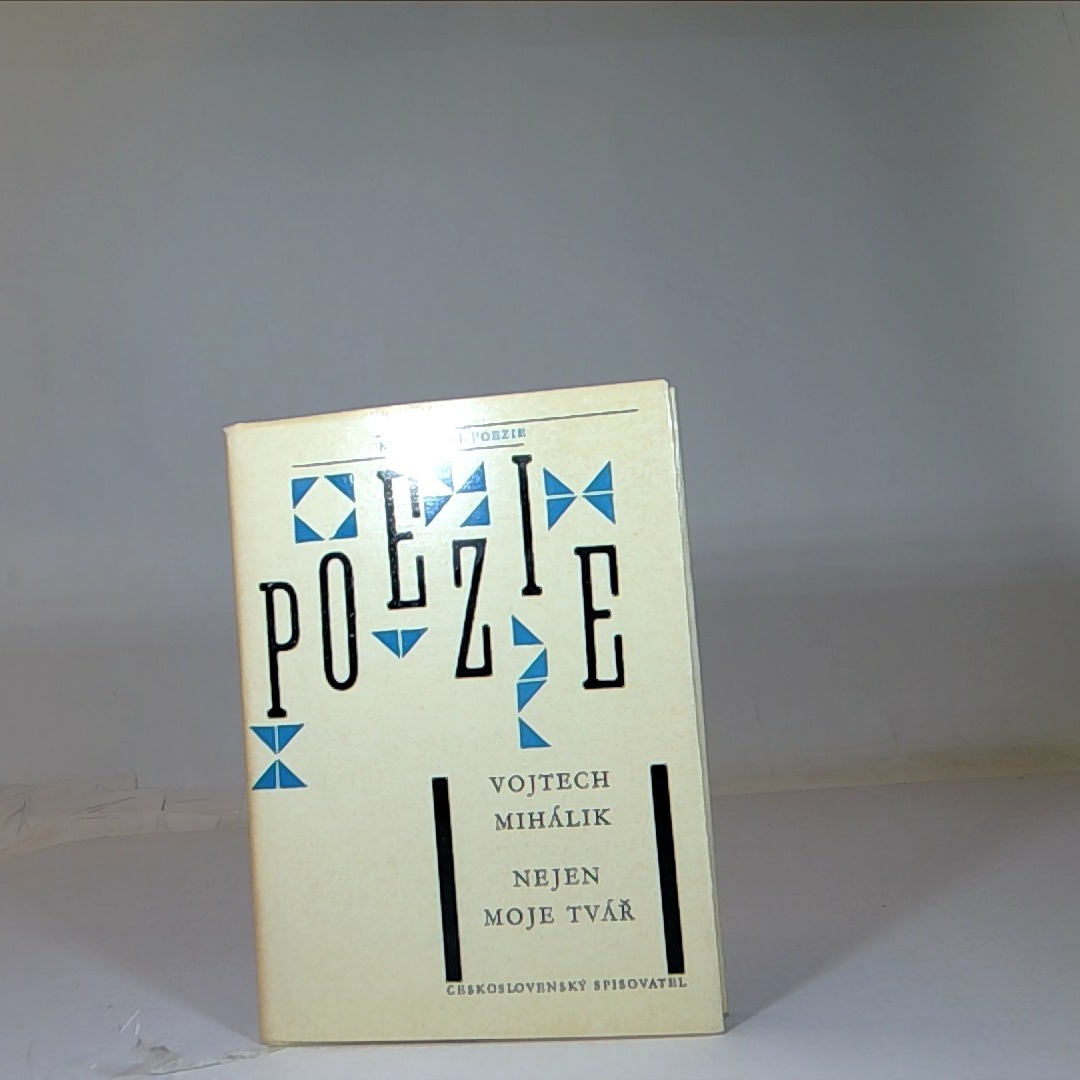 POEZIE
POEZIE
VOJTECH
MIHÁLIK
NEJEN
MOJE TVÁŘ
ČESKOSLOVENSKÝ SPISOVATEL